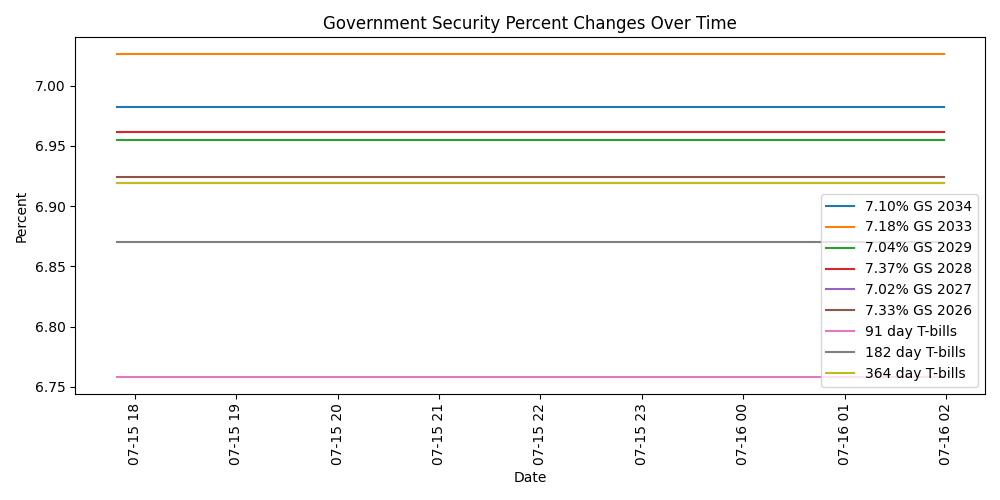 Government Security Percent Changes Over Time
Percent
7.00
6.95
6.90
6.85
6.80
6.75
7.10% GS 2034
7.18% GS 2033
7.04% GS 2029
7.37% GS 2028
7.02% GS 2027
7.33% GS 2026
91 day T-bills
182 day T-bills
364 day T-bills
07-15 18
07-15 19
07-15 20
07-15 21
07-15 22
07-15 23
07-16 00
07-16 01
07-16 02
Date